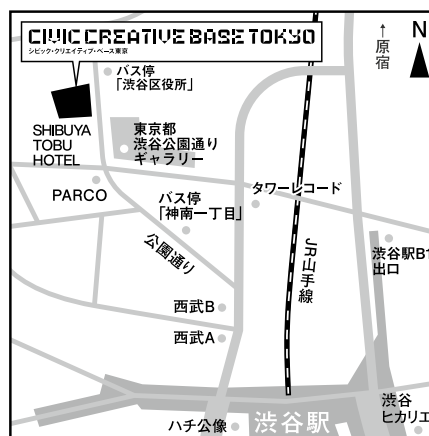 CIVIC CREATIVE BASE TOKYO
シビック・クリエイティブ・ベース東京
N
↑
原宿
バス停
「渋谷区役所」
SHIBUYA
TOBU
HOTEL
東京都
渋谷公園通り
ギャラリー
PARCO
バス停
「神南一丁目」
タワーレコード
公園通り
JR山手線
渋谷駅B1
出口
西武B
西武A
渋谷
ヒカリエ
ハチ公像
渋谷駅